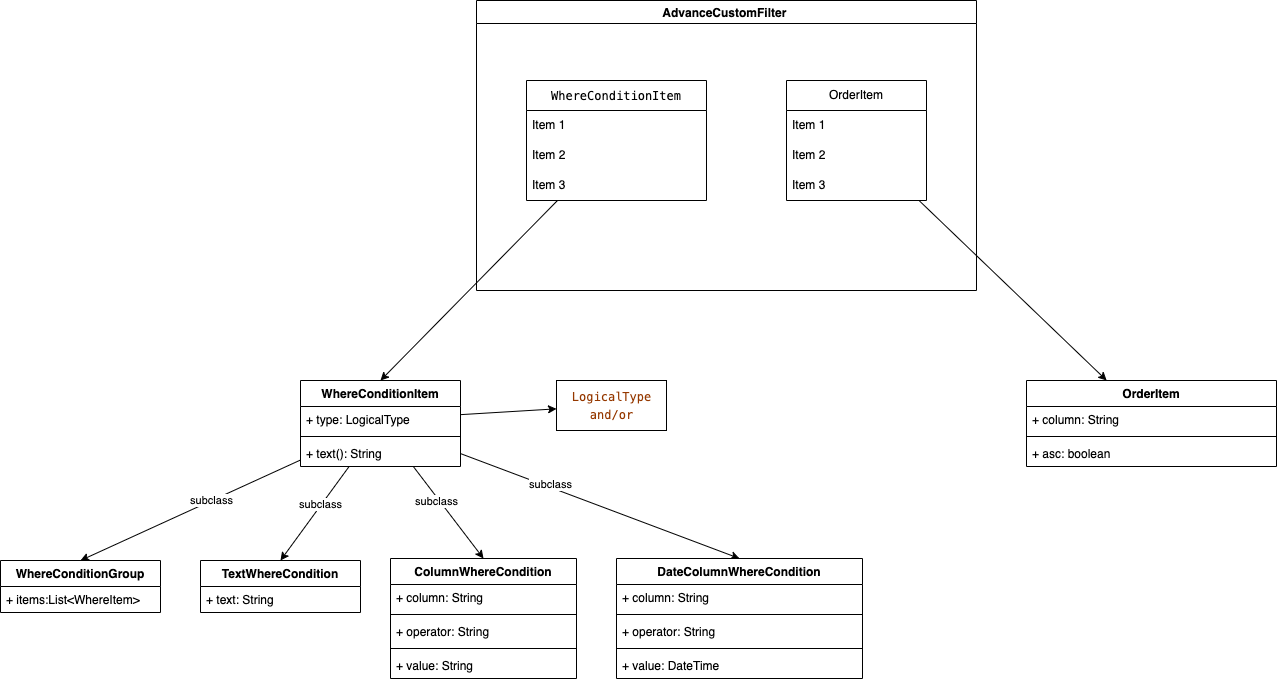 AdvanceCustomFilter
WhereConditionItem
Item 1
Item 2
Item 3
OrderItem
Item 1
Item 2
Item 3
WhereConditionItem
+ type: LogicalType
+ text(): String
LogicalType
and/or
OrderItem
+ column: String
+ asc: boolean
subclass
subclass
subclass
subclass
WhereConditionGroup
+ items:List<WhereItem>
TextWhereCondition
+ text: String
ColumnWhereCondition
+ column: String
+ operator: String
+ value: String
DateColumnWhereCondition
+ column: String
+ operator: String
+ value: DateTime